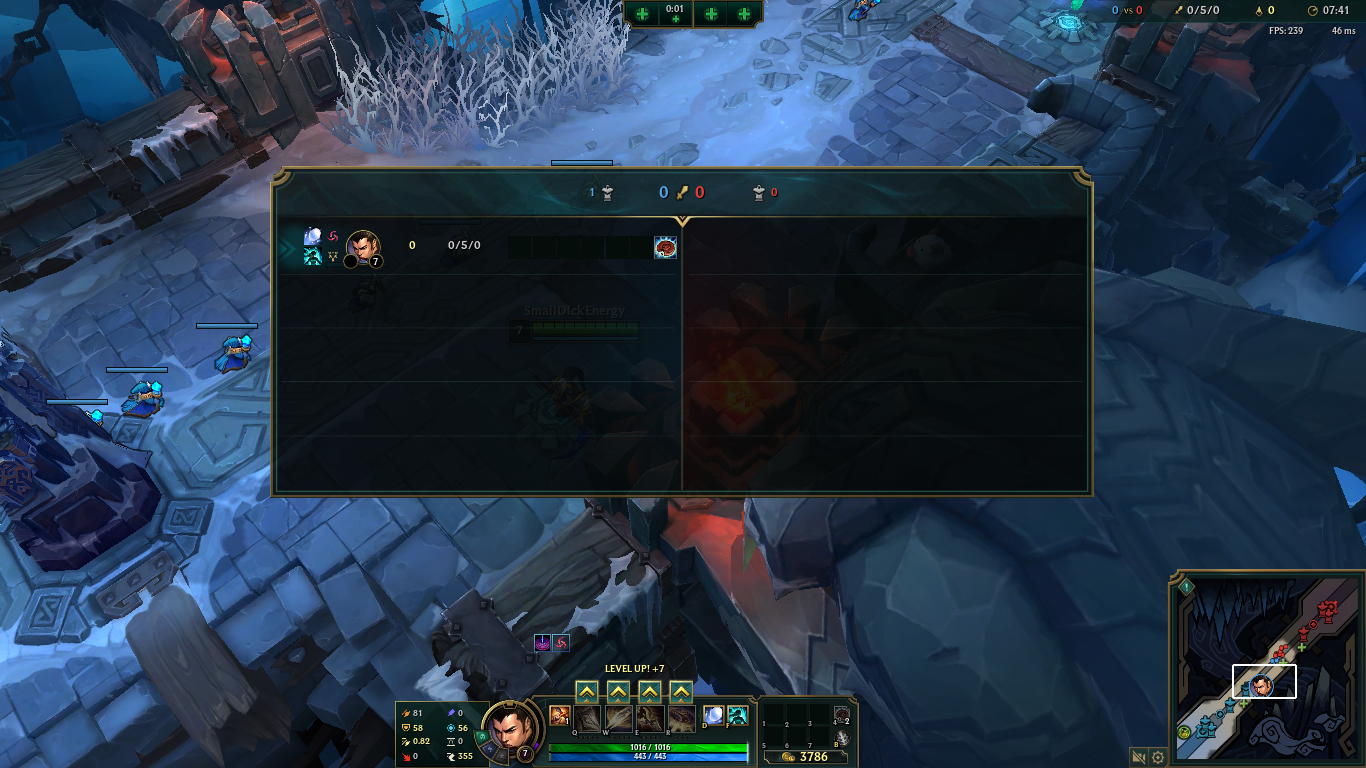 0:01
0 vs 0 0/5/0 0 07:41
FPS: 239 46 ms
1 0 0 0
7 0 0/5/0
SmallDickEnergy
7
LEVEL UP! +7
81 0
58 56
0.82 0
0 355
7
Q W E R
D
1016 / 1016
443 / 443
1 2 3 4 2
5 6 7 B
3786